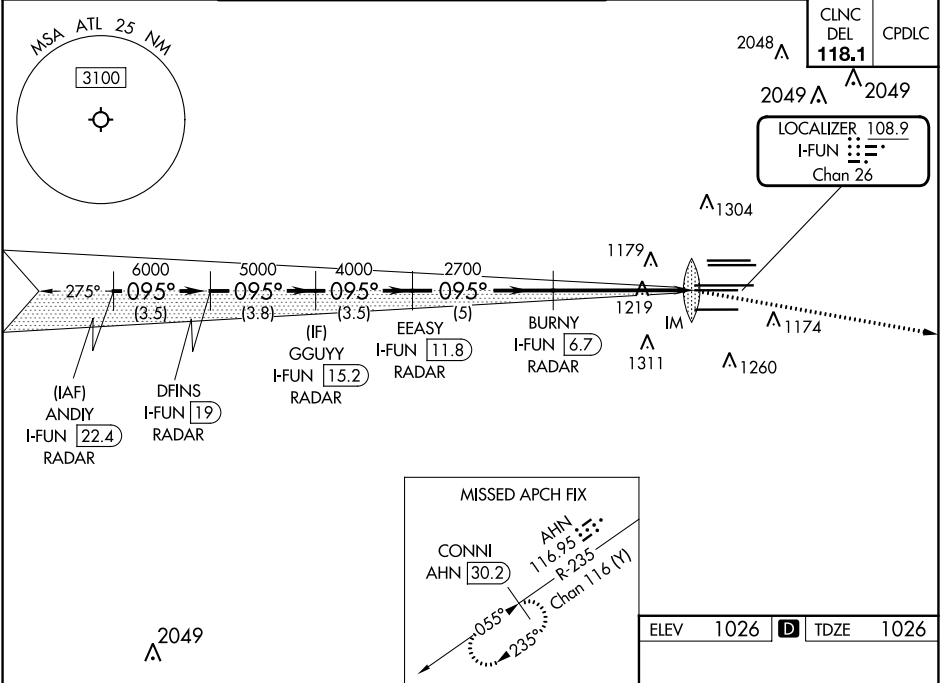 MSA ATL 25 NM
3100
CLNC
DEL
118.1
CPDLC
2048
2049
2049
LOCALIZER 108.9
I-FUN
Chan 26
1304
1179
1219
IM
1311
1174
1260
275°
6000
095°
(3.5)
5000
095°
(3.8)
4000
095°
(3.5)
2700
095°
(5)
(IAF)
ANDIY
I-FUN 22.4
RADAR
DFINS
I-FUN 19
RADAR
(IF)
GGUYY
I-FUN 15.2
RADAR
EEASY
I-FUN 11.8
RADAR
BURNY
I-FUN 6.7
RADAR
MISSED APCH FIX
CONNI
AHN 30.2
AHN
116.95
R-235
Chan 116 (Y)
055°
235°
2049
ELEV 1026 D TDZE 1026